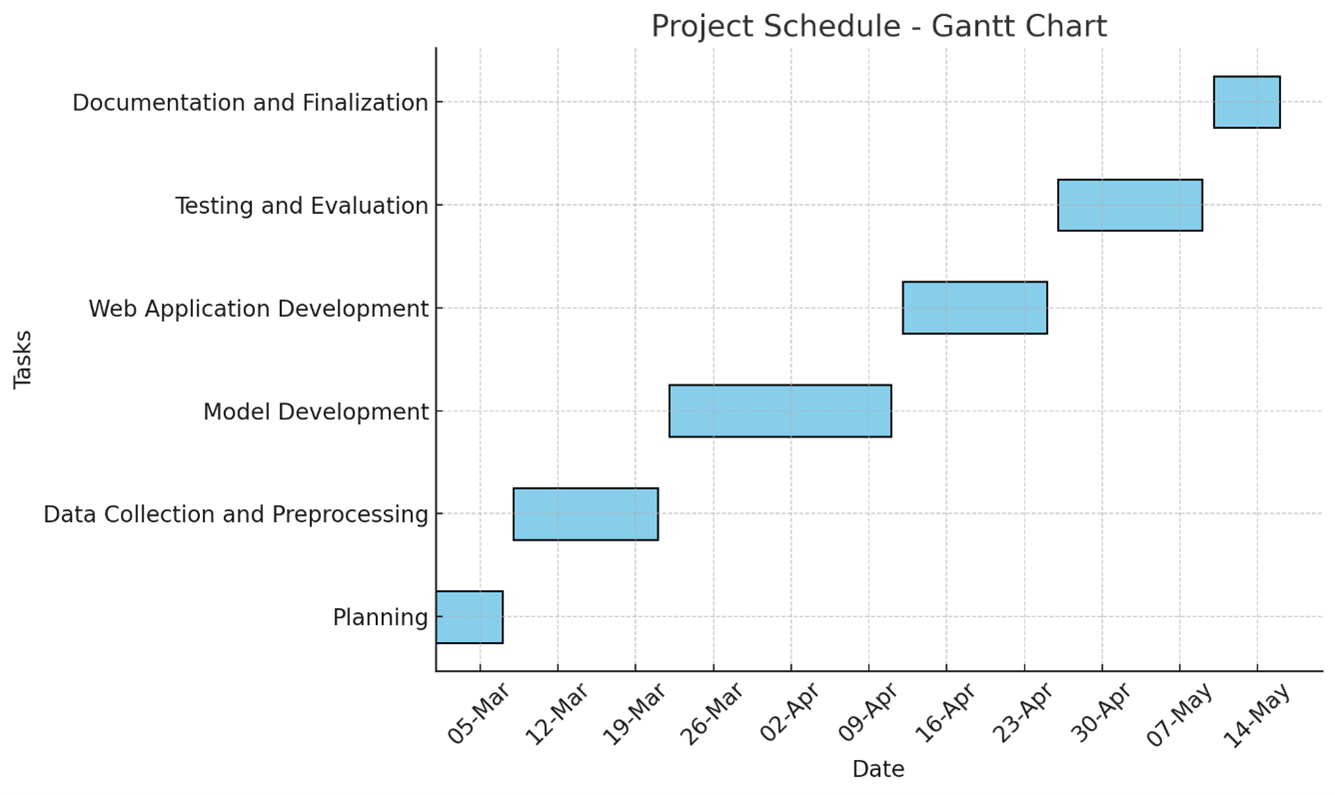 Project Schedule - Gantt Chart
Documentation and Finalization
Testing and Evaluation
Web Application Development
Model Development
Data Collection and Preprocessing
Planning
Tasks
05-Mar
12-Mar
19-Mar
26-Mar
02-Apr
09-Apr
16-Apr
23-Apr
30-Apr
07-May
14-May
Date